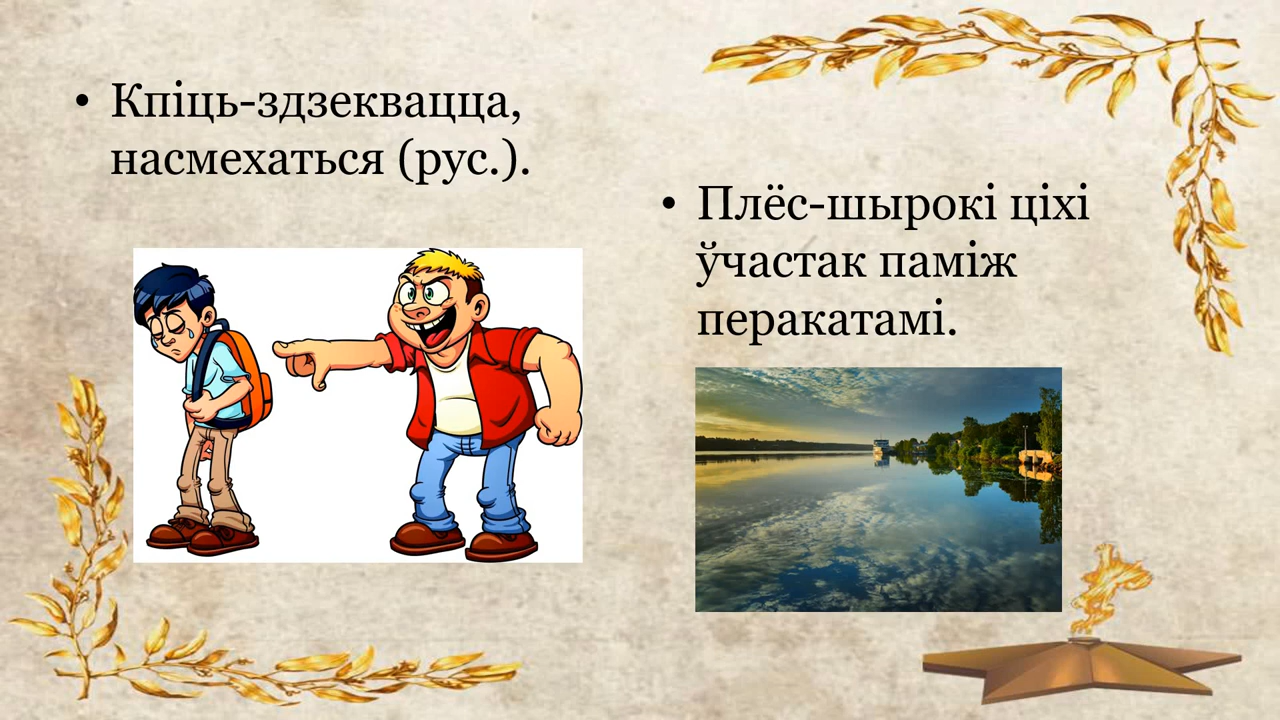 • Кпіць-здзеквацца,
насмехаться (рус.).
• Плёс-шырокі ціхі
ўчастак паміж
перакатамі.